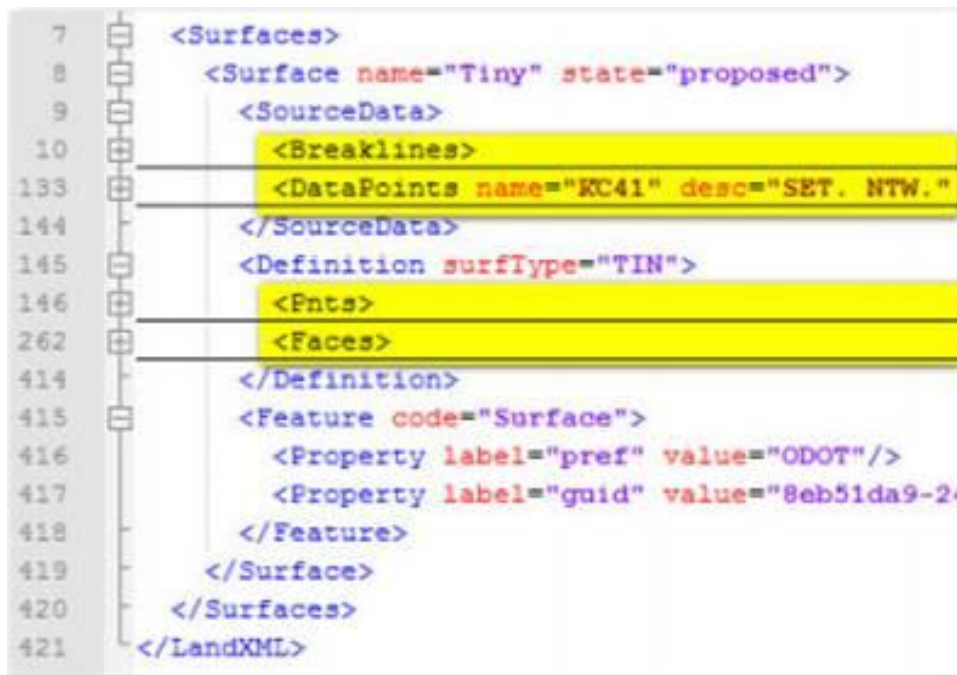 7 <Surfaces>
8 <Surface name="Tiny" state="proposed">
9 <SourceData>
10 <Breaklines>
133 <DataPoints name="KC41" desc="SET. NTW."
144 </SourceData>
145 <Definition surfType="TIN">
146 <Pnts>
262 <Faces>
414 </Definition>
415 <Feature code="Surface">
416 <Property label="pref" value="ODOT"/>
417 <Property label="guid" value="8eb51da9-24
418 </Feature>
419 </Surface>
420 </Surfaces>
421 </LandXML>